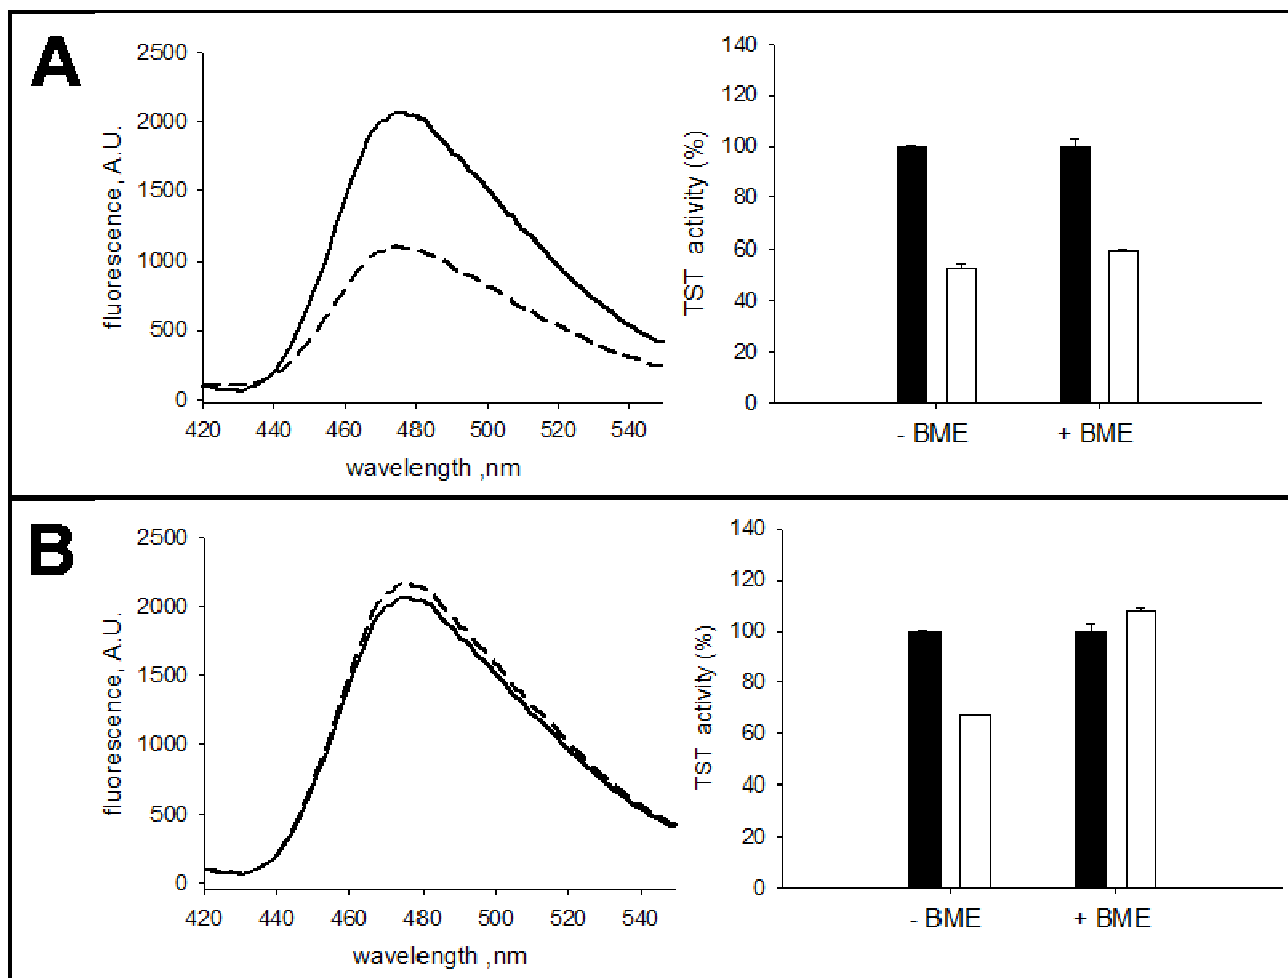 A
fluorescence, A.U.
2500
2000
1500
1000
500
0
420 440 460 480 500 520 540
wavelength ,nm
TST activity (%)
140
120
100
80
60
40
20
0
- BME + BME
B
fluorescence, A.U.
2500
2000
1500
1000
500
0
420 440 460 480 500 520 540
wavelength ,nm
TST activity (%)
140
120
100
80
60
40
20
0
- BME + BME